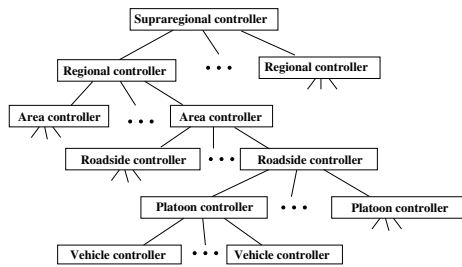 Supraregional controller
Regional controller
Regional controller
Area controller
Area controller
Roadside controller
Roadside controller
Platoon controller
Platoon controller
Vehicle controller
Vehicle controller